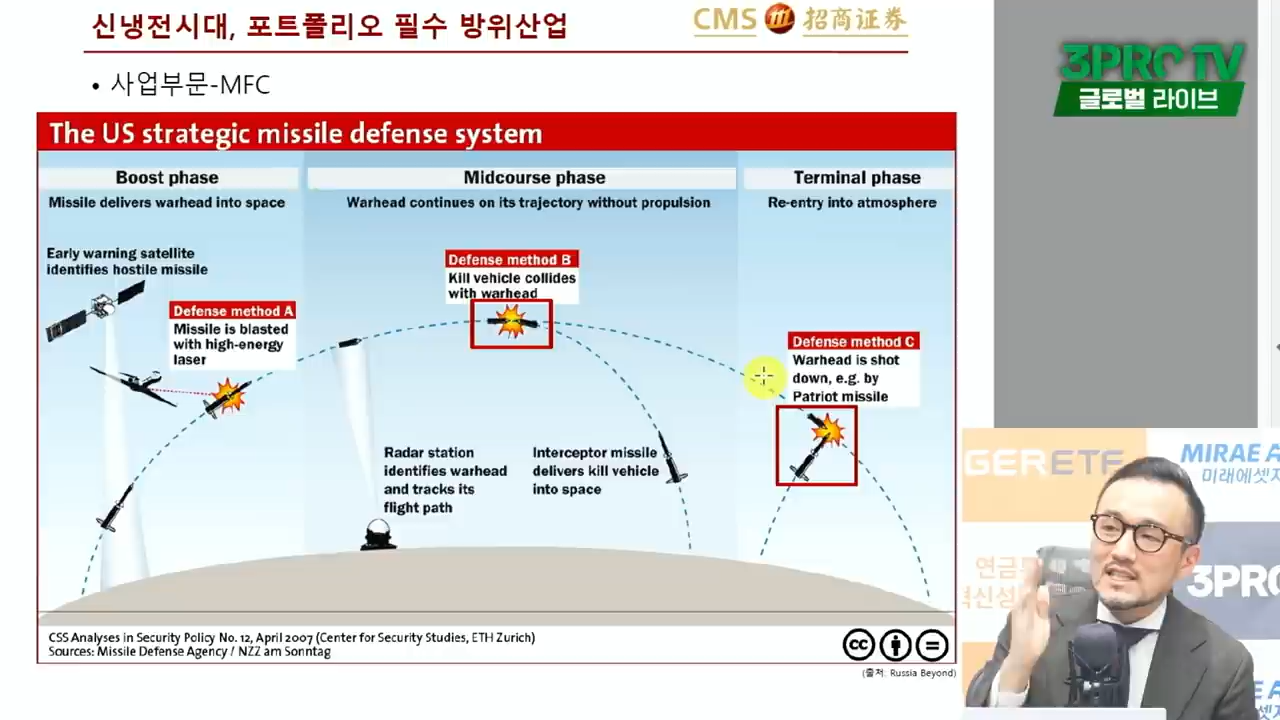 신냉전시대, 포트폴리오 필수 방위산업
CMS 招商证券
3PRO TV
글로벌 라이브
• 사업부문-MFC
The US strategic missile defense system
Boost phase
Missile delivers warhead into space
Midcourse phase
Warhead continues on its trajectory without propulsion
Terminal phase
Re-entry into atmosphere
Early warning satellite
identifies hostile missile
Defense method A
Missile is blasted
with high-energy
laser
Defense method B
Kill vehicle collides
with warhead
Defense method C
Warhead is shot
down, e.g. by
Patriot missile
Radar station
identifies warhead
and tracks its
flight path
Interceptor missile
delivers kill vehicle
into space
CSS Analyses in Security Policy No. 12, April 2007 (Center for Security Studies, ETH Zurich)
Sources: Missile Defense Agency / NZZ am Sonntag
(출처: Russia Beyond)
GERETF
MIRAE A
미래에셋자
연금
혁신성
3PRO